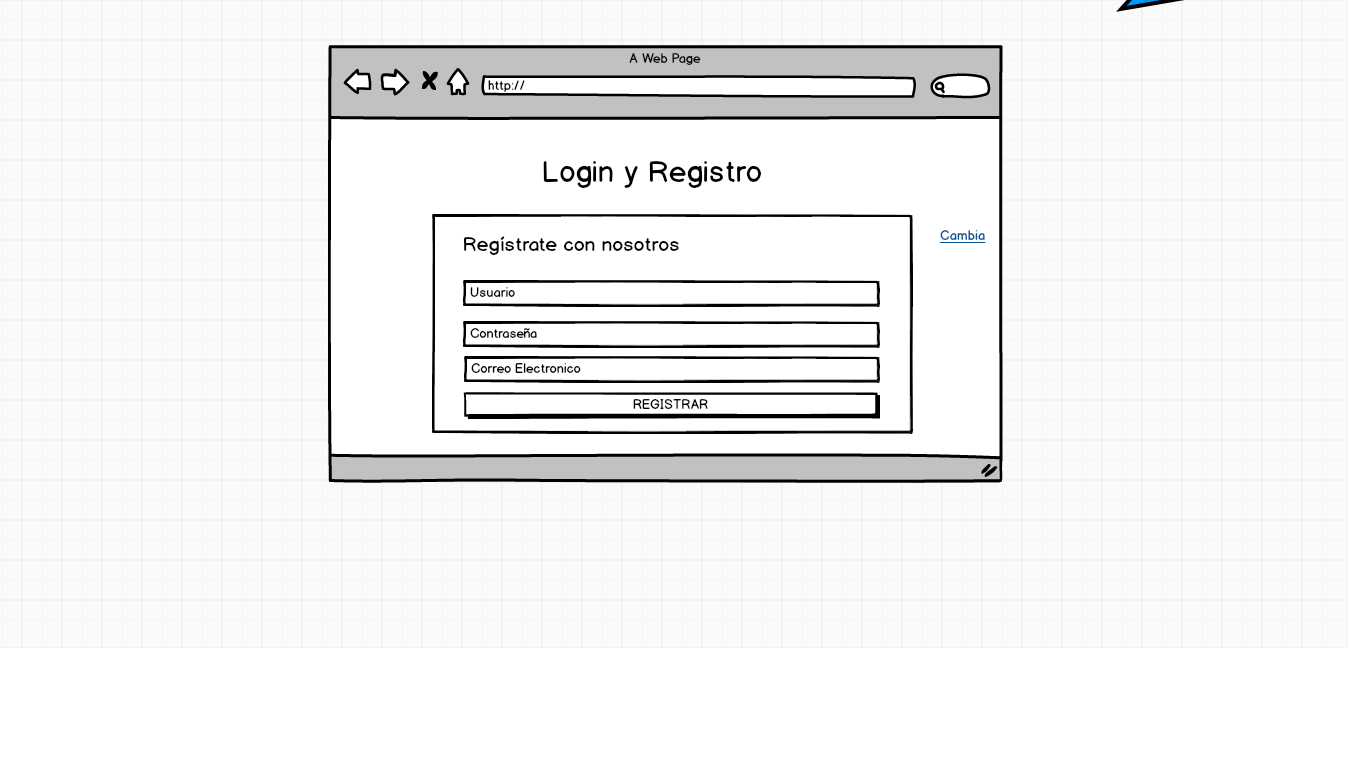 A Web Page
http://
Login y Registro
Cambia
Regístrate con nosotros
Usuario
Contraseña
Correo Electronico
REGISTRAR